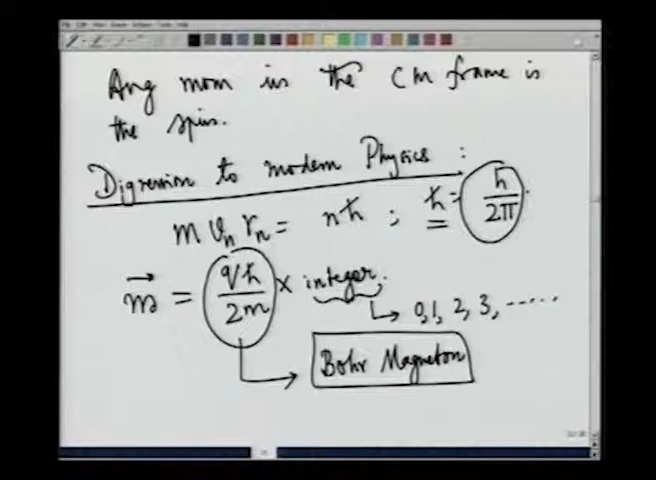 Ang mom in the CM frame is
the spin.
Digression to modern Physics :
m vₙ rₙ = nħ ; ħ = h/2π
m⃗ = qħ/2m × integer.
→ 0, 1, 2, 3, .....
Bohr Magneton